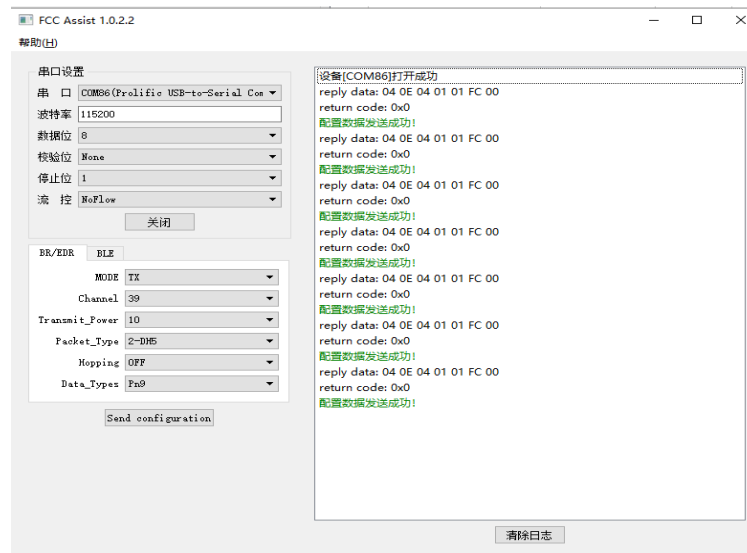 FCC Assist 1.0.2.2
帮助(H)
串口设置
串 口 COM86(Prolific USB-to-Serial Com
波特率 115200
数据位 8
校验位 None
停止位 1
流 控 NoFlow
关闭
BR/EDR BLE
MODE TX
Channel 39
Transmit_Power 10
Packet_Type 2-DH5
Hopping OFF
Data_Types Pn9
Send configuration
设备[COM86]打开成功
reply data: 04 0E 04 01 01 FC 00
return code: 0x0
配置数据发送成功!
reply data: 04 0E 04 01 01 FC 00
return code: 0x0
配置数据发送成功!
reply data: 04 0E 04 01 01 FC 00
return code: 0x0
配置数据发送成功!
reply data: 04 0E 04 01 01 FC 00
return code: 0x0
配置数据发送成功!
reply data: 04 0E 04 01 01 FC 00
return code: 0x0
配置数据发送成功!
reply data: 04 0E 04 01 01 FC 00
return code: 0x0
配置数据发送成功!
reply data: 04 0E 04 01 01 FC 00
return code: 0x0
配置数据发送成功!
清除日志